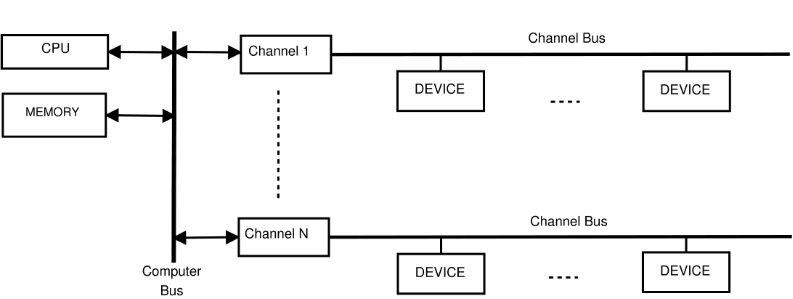 Channel Bus
CPU
Channel 1
DEVICE
DEVICE
MEMORY
Channel Bus
Channel N
DEVICE
DEVICE
Computer
Bus